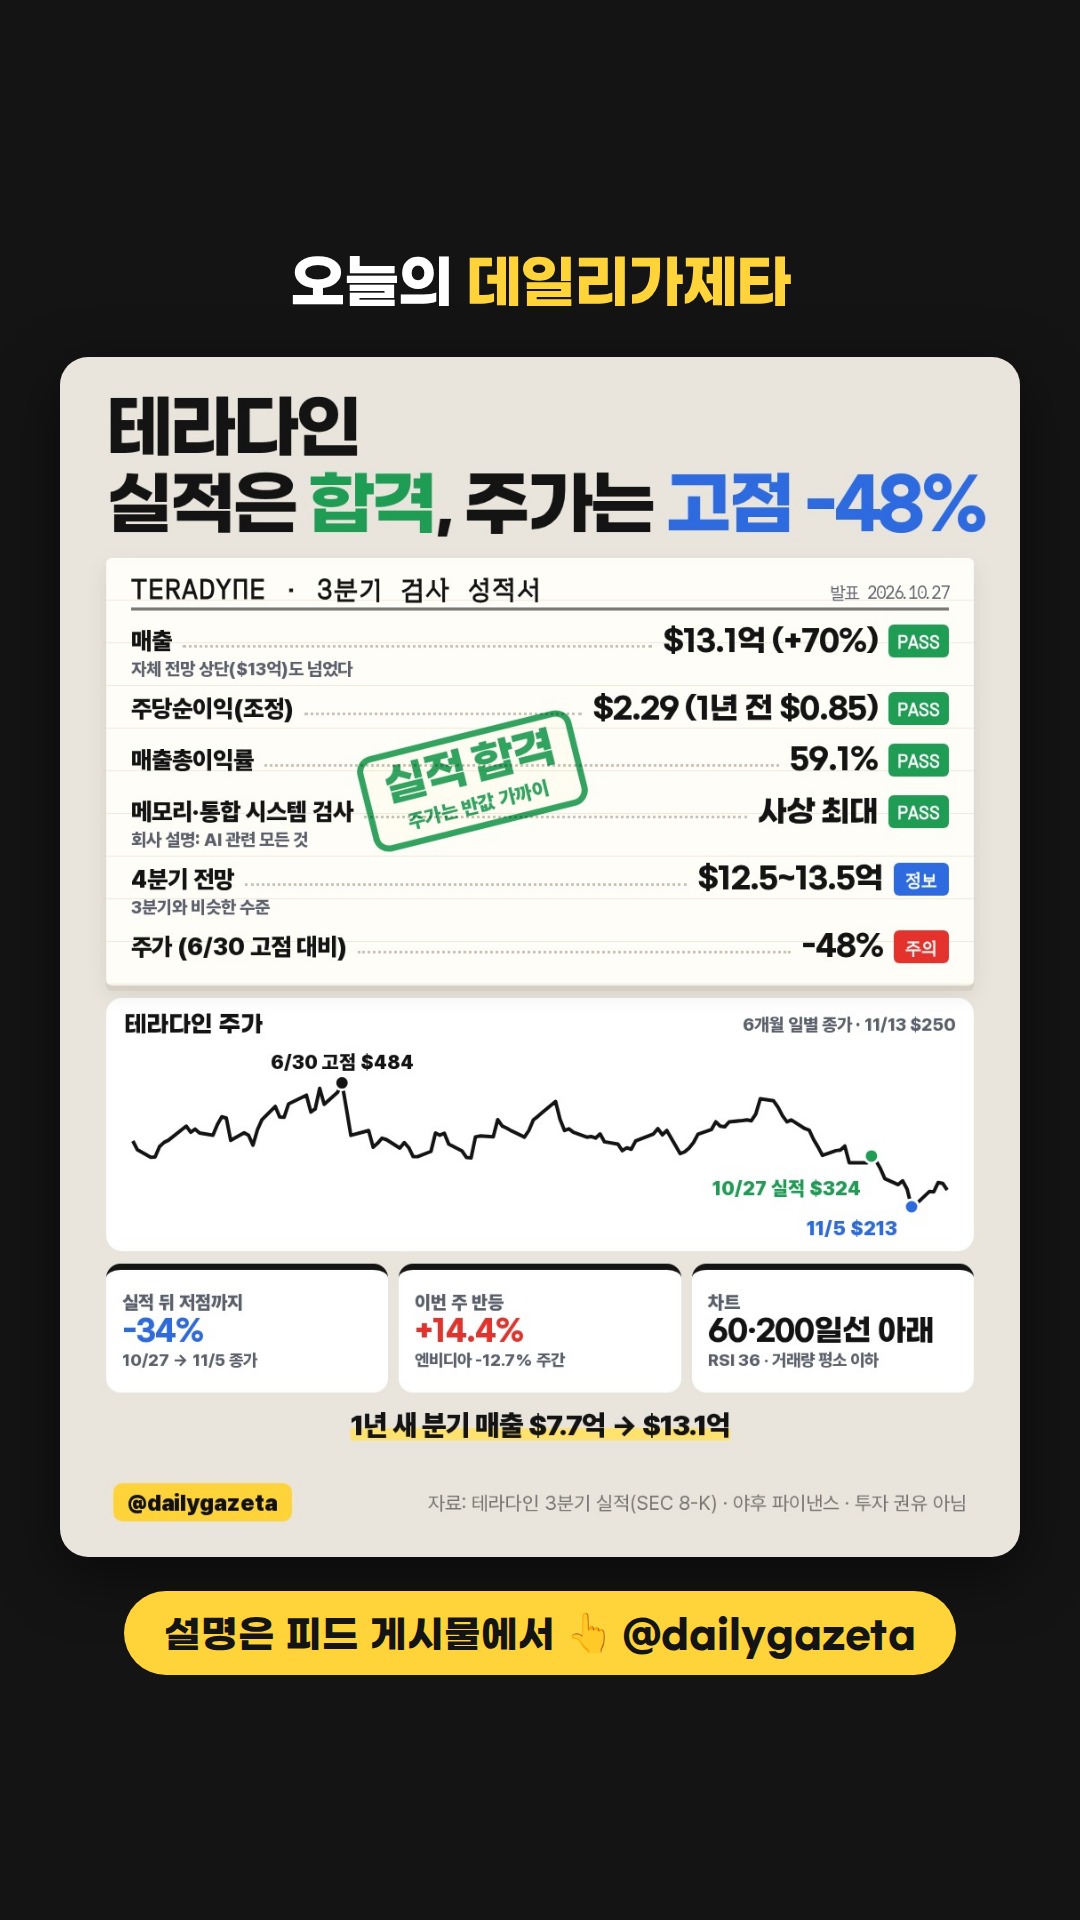 오늘의 데일리가제타
테라다인
실적은 합격, 주가는 고점 -48%
TERADYNE · 3분기 검사 성적서
발표 2026.10.27
매출 $13.1억 (+70%) PASS
자체 전망 상단($13억)도 넘었다
주당순이익(조정) $2.29 (1년 전 $0.85) PASS
매출총이익률 59.1% PASS
실적 합격
주가는 반값 가까이
메모리·통합 시스템 검사 사상 최대 PASS
회사 설명: AI 관련 모든 것
4분기 전망 $12.5~13.5억 정보
3분기와 비슷한 수준
주가 (6/30 고점 대비) -48% 주의
테라다인 주가
6개월 일별 종가 · 11/13 $250
6/30 고점 $484
10/27 실적 $324
11/5 $213
실적 뒤 저점까지
-34%
10/27 → 11/5 종가
이번 주 반등
+14.4%
엔비디아 -12.7% 주간
차트
60·200일선 아래
RSI 36 · 거래량 평소 이하
1년 새 분기 매출 $7.7억 → $13.1억
@dailygazeta
자료: 테라다인 3분기 실적(SEC 8-K) · 야후 파이낸스 · 투자 권유 아님
설명은 피드 게시물에서 👆 @dailygazeta